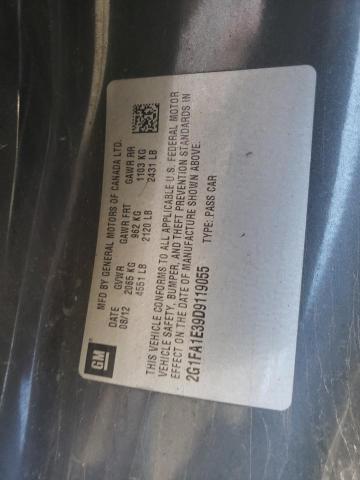 GM
MFD BY GENERAL MOTORS OF CANADA LTD.
DATE GVWR GAWR FRT GAWR RR
08/12 2065 KG 962 KG 1103 KG
4551 LB 2120 LB 2431 LB
THIS VEHICLE CONFORMS TO ALL APPLICABLE U.S. FEDERAL MOTOR
VEHICLE SAFETY, BUMPER, AND THEFT PREVENTION STANDARDS IN
EFFECT ON THE DATE OF MANUFACTURE SHOWN ABOVE.
2G1FA1E39D9119055 TYPE: PASS CAR